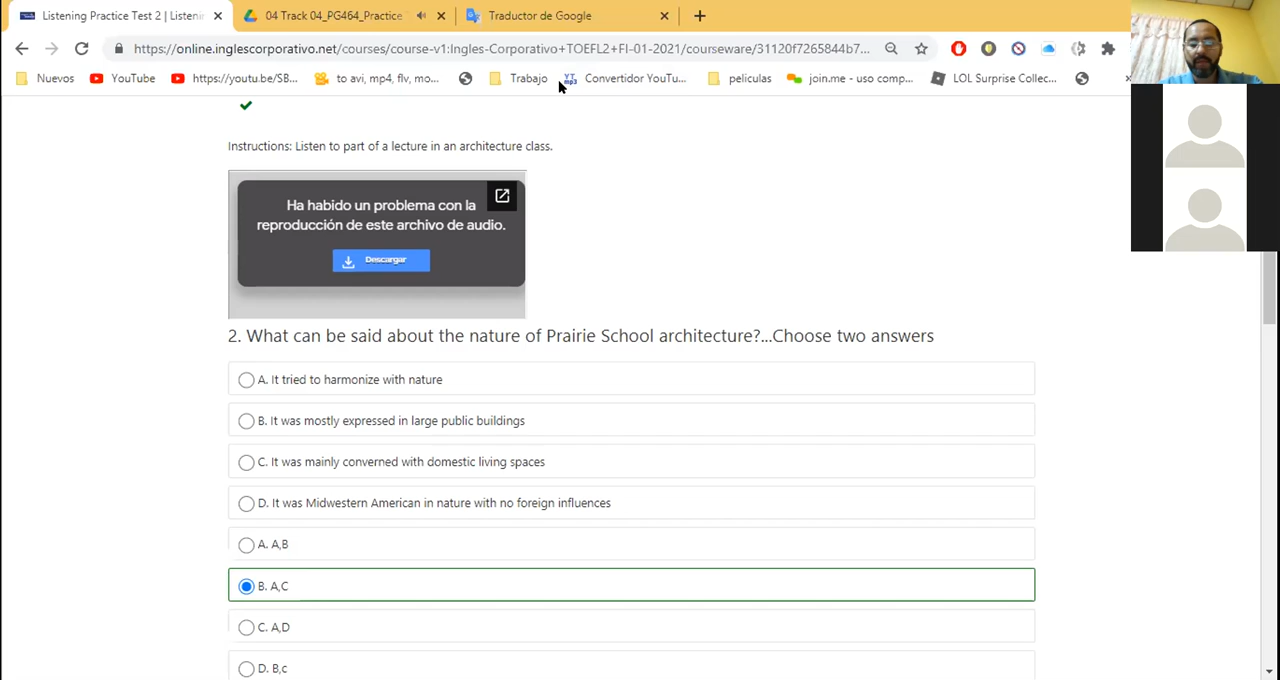 Listening Practice Test 2 | Listenin
04 Track 04_PG464_Practice T
Traductor de Google
https://online.inglescorporativo.net/courses/course-v1:Ingles-Corporativo+TOEFL2+FI-01-2021/courseware/31120f7265844b7...
Nuevos
YouTube
https://youtu.be/SB...
to avi, mp4, flv, mo...
Trabajo
YT mp3
Convertidor YouTu...
peliculas
join.me - uso comp...
LOL Surprise Collec...
Instructions: Listen to part of a lecture in an architecture class.
Ha habido un problema con la
reproducción de este archivo de audio.
Descargar
2. What can be said about the nature of Prairie School architecture?...Choose two answers
A. It tried to harmonize with nature
B. It was mostly expressed in large public buildings
C. It was mainly converned with domestic living spaces
D. It was Midwestern American in nature with no foreign influences
A. A,B
B. A,C
C. A,D
D. B,c